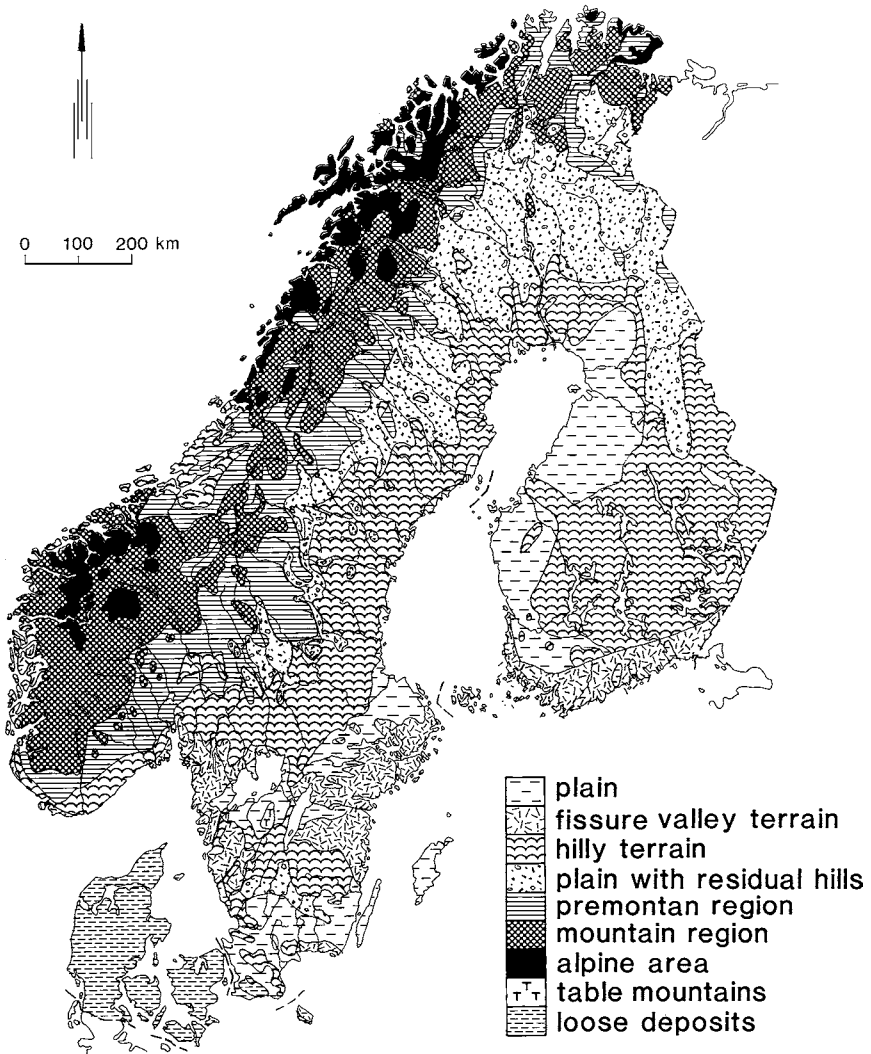 0 100 200 km
plain
fissure valley terrain
hilly terrain
plain with residual hills
premontan region
mountain region
alpine area
table mountains
loose deposits